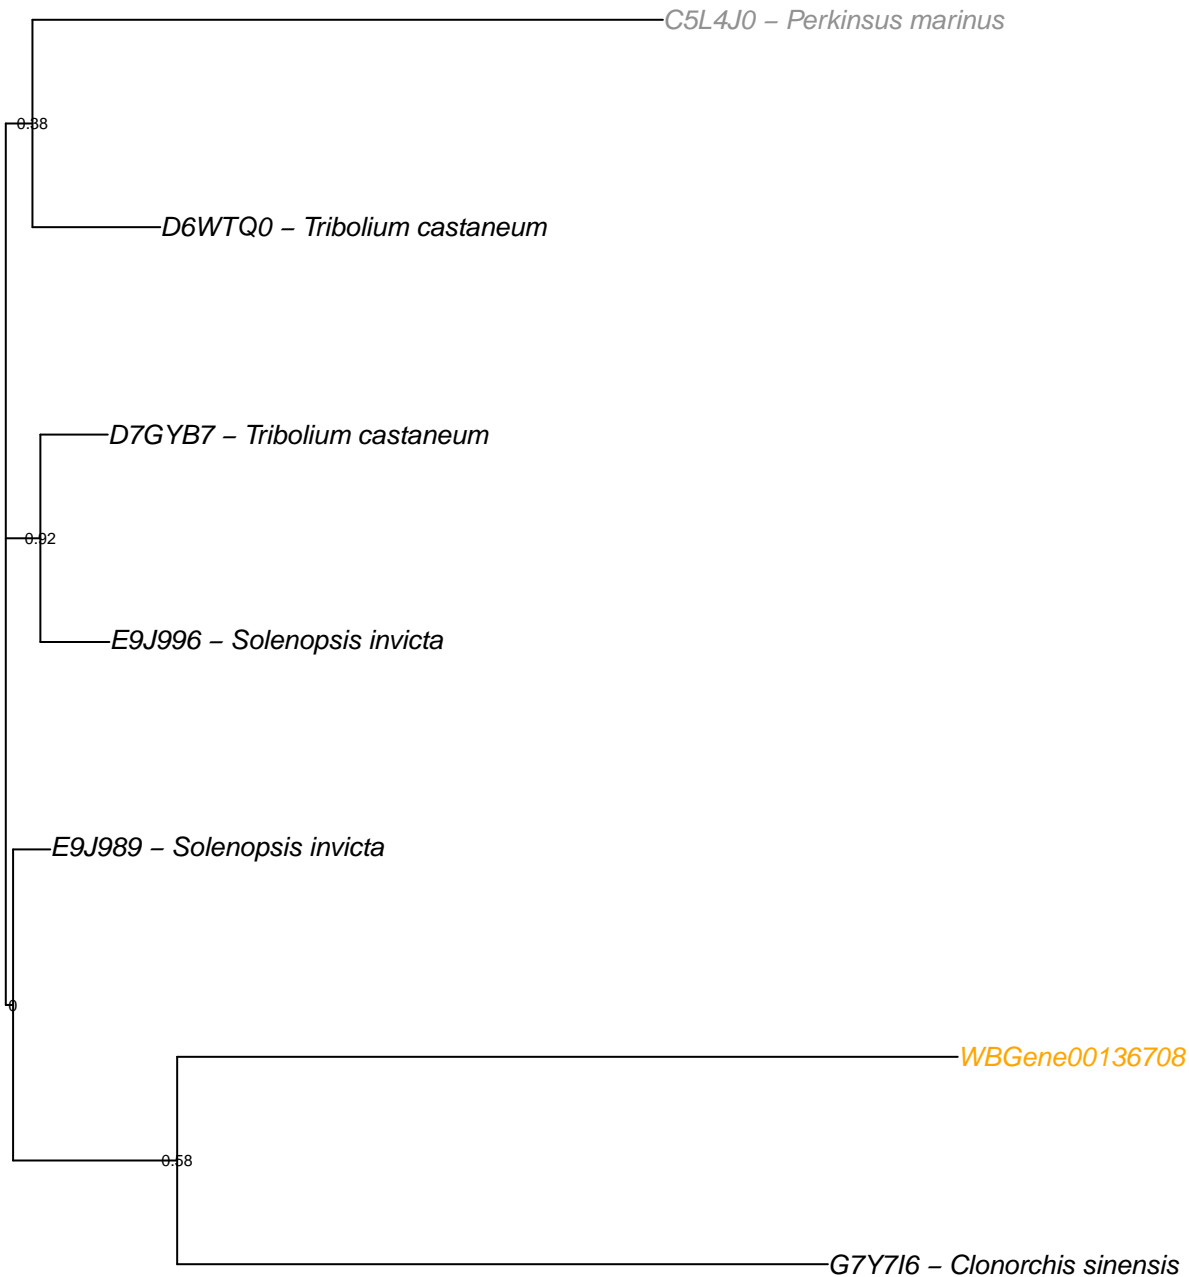 C5L4J0 – Perkinsus marinus
0.38
D6WTQ0 – Tribolium castaneum
D7GYB7 – Tribolium castaneum
0.92
E9J996 – Solenopsis invicta
E9J989 – Solenopsis invicta
0
WBGene00136708
0.58
G7Y7I6 – Clonorchis sinensis